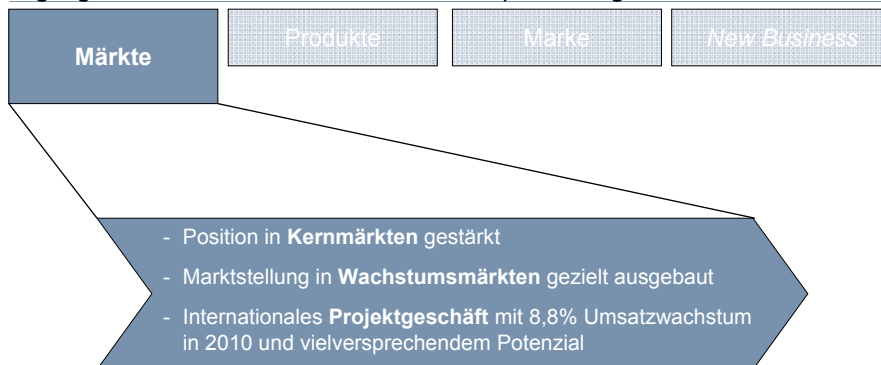 Märkte
Produkte
Marke
New Business
- Position in Kernmärkten gestärkt
- Marktstellung in Wachstumsmärkten gezielt ausgebaut
- Internationales Projektgeschäft mit 8,8% Umsatzwachstum
in 2010 und vielversprechendem Potenzial